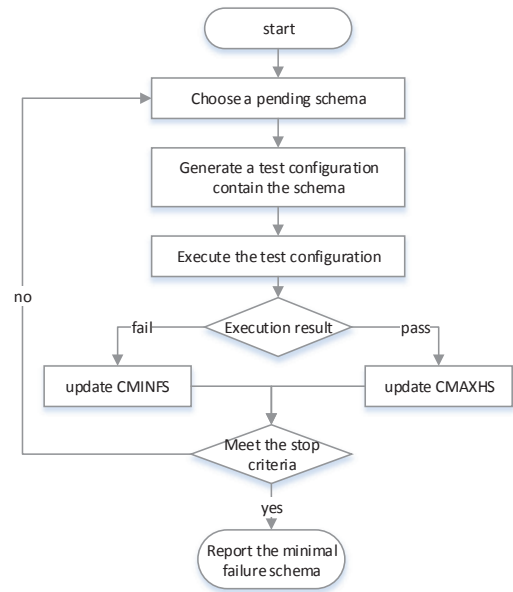 start
Choose a pending schema
Generate a test configuration
contain the schema
Execute the test configuration
no
fail
Execution result
pass
update CMINFS
update CMAXHS
Meet the stop
criteria
yes
Report the minimal
failure schema